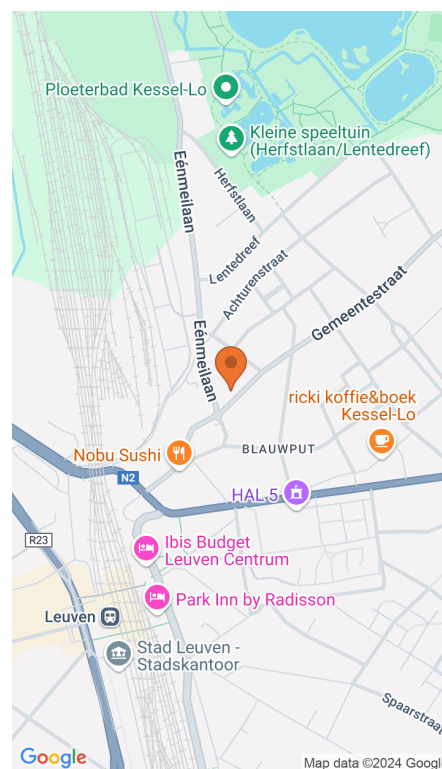 Ploeterbad Kessel-Lo
Kleine speeltuin
(Herfstlaan/Lentedreef)
Eénmeilaan
Herfstlaan
Lentedreef
Achturenstraat
Gemeentestraat
Eénmeilaan
ricki koffie&boek
Kessel-Lo
Nobu Sushi
BLAUWPUT
N2
HAL 5
R23
Ibis Budget
Leuven Centrum
Park Inn by Radisson
Leuven
Stad Leuven -
Stadskantoor
Spaarstraat
Google
Map data ©2024 Google